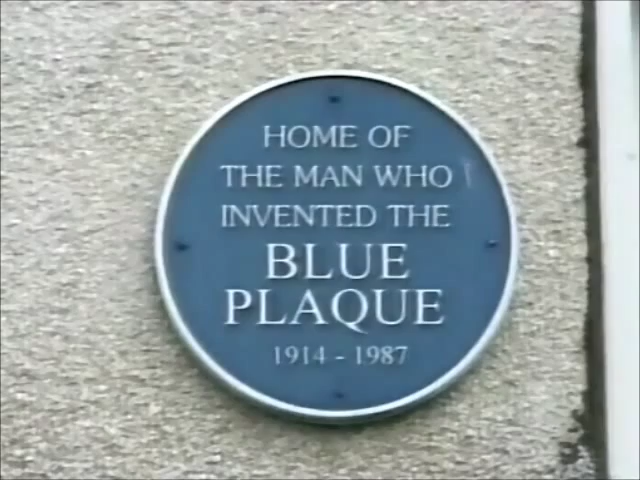 HOME OF
THE MAN WHO
INVENTED THE
BLUE
PLAQUE
1914 - 1987